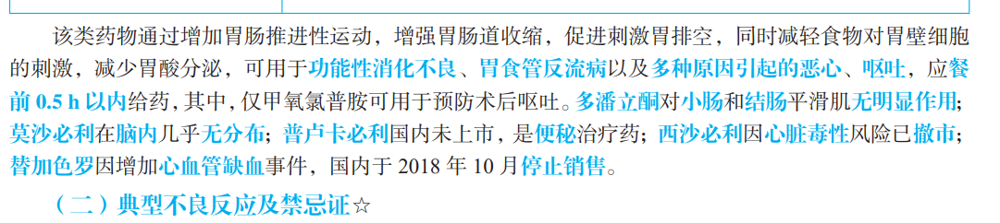 该类药物通过增加胃肠推进性运动，增强胃肠道收缩，促进刺激胃排空，同时减轻食物对胃壁细胞
的刺激，减少胃酸分泌，可用于功能性消化不良、胃食管反流病以及多种原因引起的恶心、呕吐，应餐
前 0.5 h 以内给药，其中，仅甲氧氯普胺可用于预防术后呕吐。多潘立酮对小肠和结肠平滑肌无明显作用；
莫沙必利在脑内几乎无分布；普卢卡必利国内未上市，是便秘治疗药；西沙必利因心脏毒性风险已撤市；
替加色罗因增加心血管缺血事件，国内于 2018 年 10 月停止销售。
（二）典型不良反应及禁忌证☆